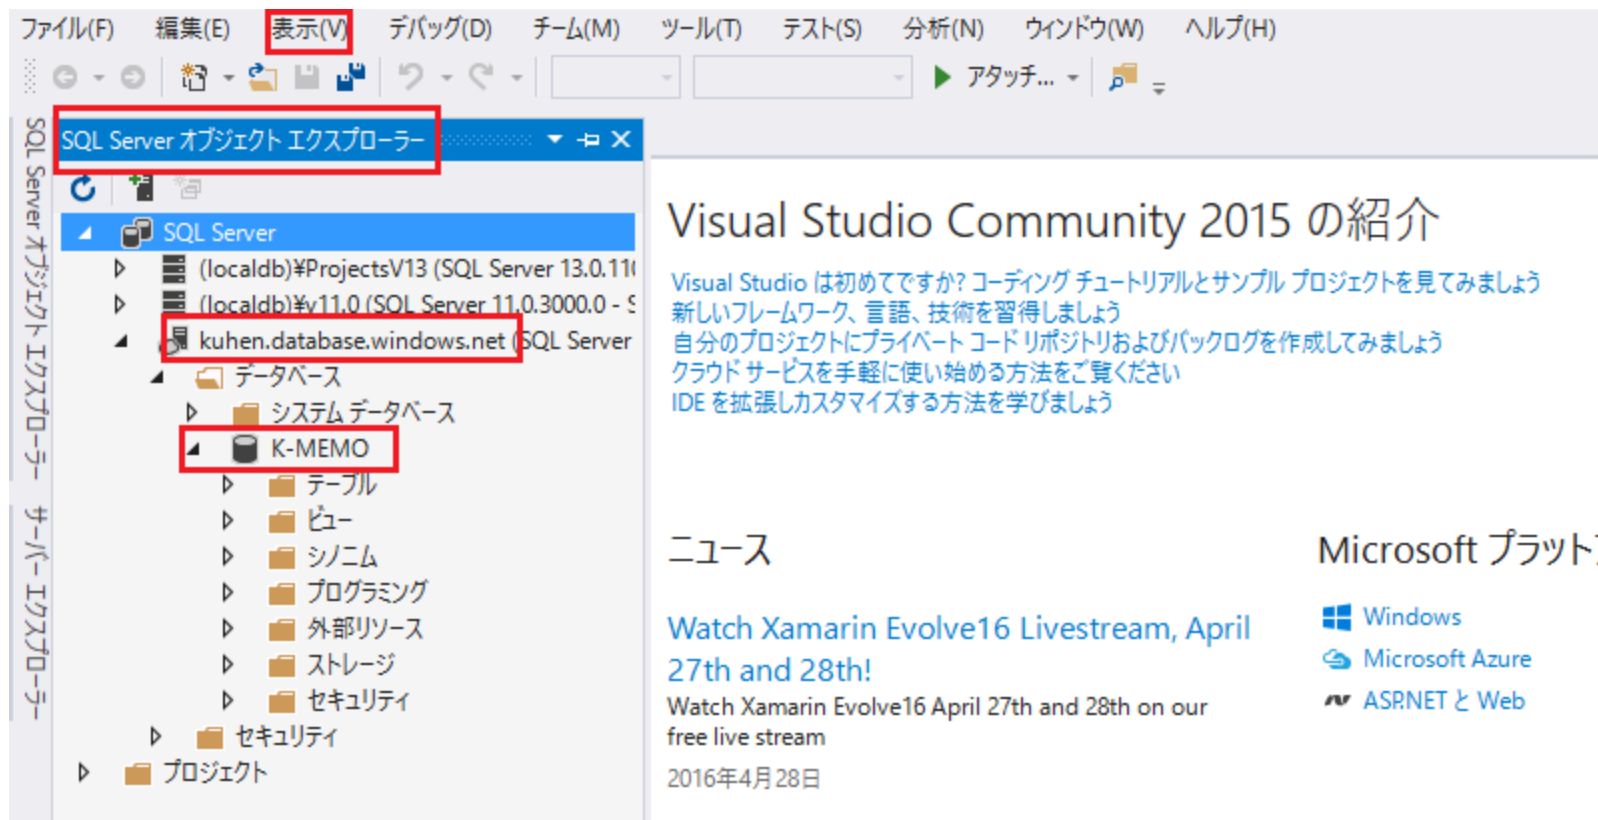 ファイル(F) 編集(E) 表示(V) デバッグ(D) チーム(M) ツール(T) テスト(S) 分析(N) ウィンドウ(W) ヘルプ(H)
アタッチ...
SQL Server オブジェクト エクスプローラー
サーバー エクスプローラー
SQL Server オブジェクト エクスプローラー
SQL Server
(localdb)¥ProjectsV13 (SQL Server 13.0.110
(localdb)¥v11.0 (SQL Server 11.0.3000.0 - S
kuhen.database.windows.net (SQL Server
データベース
システム データベース
K-MEMO
テーブル
ビュー
シノニム
プログラミング
外部リソース
ストレージ
セキュリティ
セキュリティ
プロジェクト
Visual Studio Community 2015 の紹介
Visual Studio は初めてですか? コーディング チュートリアルとサンプル プロジェクトを見てみましょう
新しいフレームワーク、言語、技術を習得しましょう
自分のプロジェクトにプライベート コード リポジトリおよびバックログを作成してみましょう
クラウド サービスを手軽に使い始める方法をご覧ください
IDE を拡張しカスタマイズする方法を学びましょう
ニュース
Watch Xamarin Evolve16 Livestream, April
27th and 28th!
Watch Xamarin Evolve16 April 27th and 28th on our
free live stream
2016年4月28日
Microsoft プラット
Windows
Microsoft Azure
ASP.NET と Web